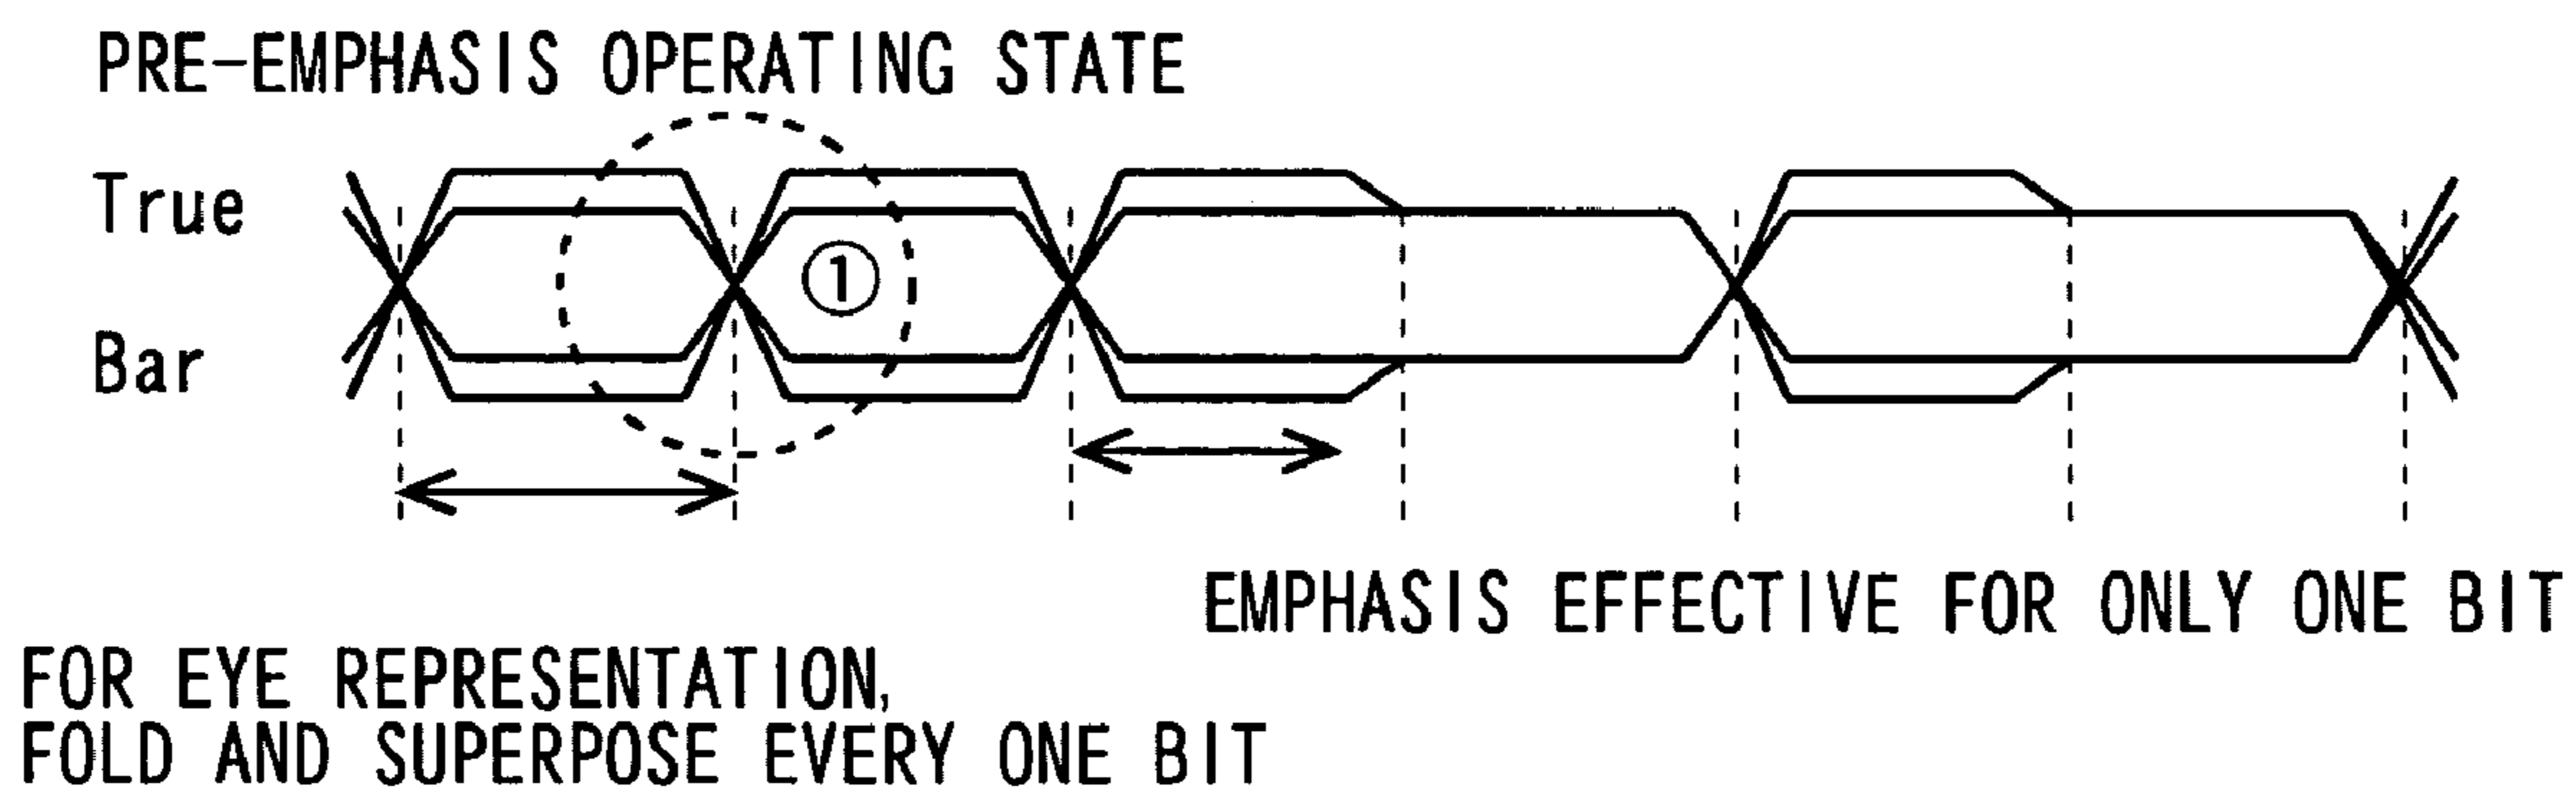 PRE-EMPHASIS OPERATING STATE
True
①
Bar
EMPHASIS EFFECTIVE FOR ONLY ONE BIT
FOR EYE REPRESENTATION,
FOLD AND SUPERPOSE EVERY ONE BIT